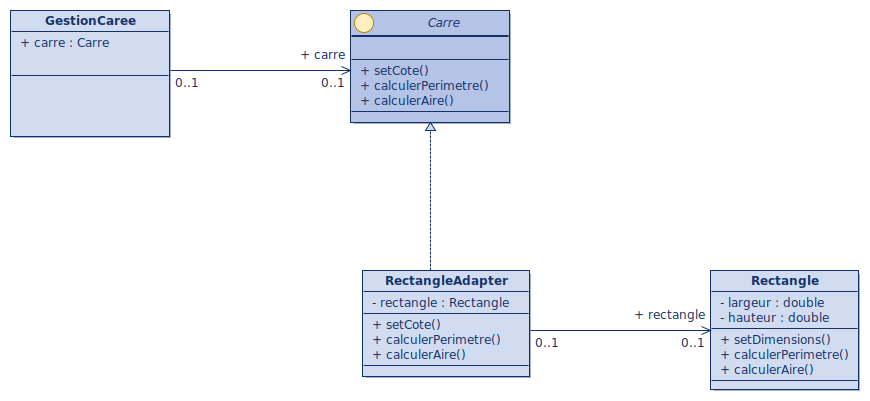 GestionCaree
+ carre : Carre
Carre
+ setCote()
+ calculerPerimetre()
+ calculerAire()
+ carre
0..1
0..1
RectangleAdapter
- rectangle : Rectangle
+ setCote()
+ calculerPerimetre()
+ calculerAire()
+ rectangle
0..1
0..1
Rectangle
- largeur : double
- hauteur : double
+ setDimensions()
+ calculerPerimetre()
+ calculerAire()